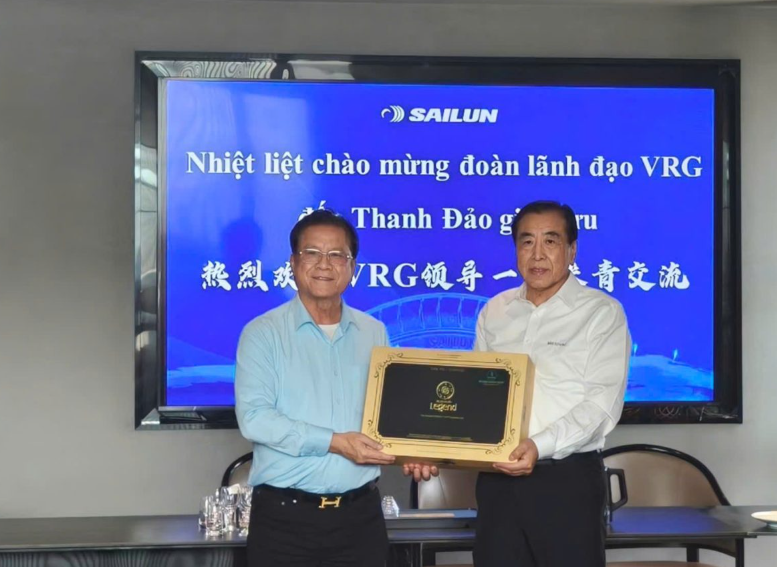 SAILUN
Nhiệt liệt chào mừng đoàn lãnh đạo VRG
Thanh Đảo
热烈 VRG领导一 青交流
Legend